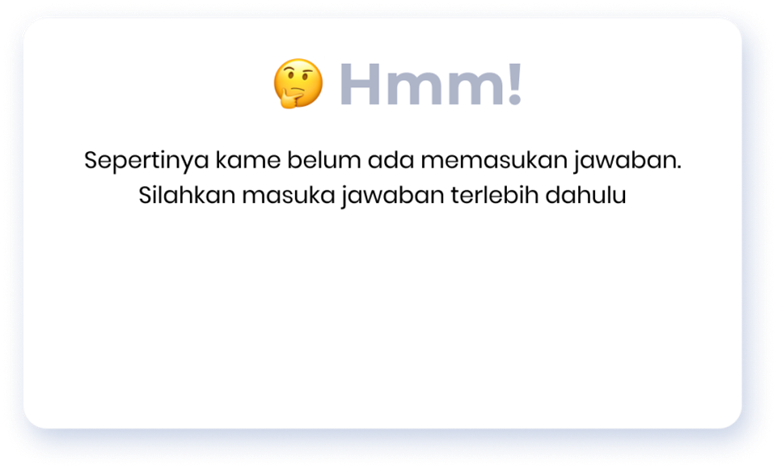 🤔 Hmm!
Sepertinya kame belum ada memasukan jawaban.
Silahkan masuka jawaban terlebih dahulu